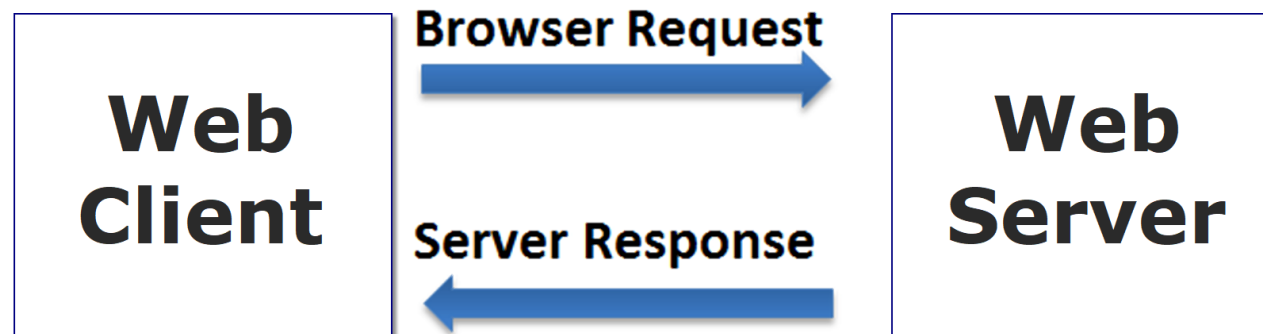 Web
Client
Browser Request
Server Response
Web
Server